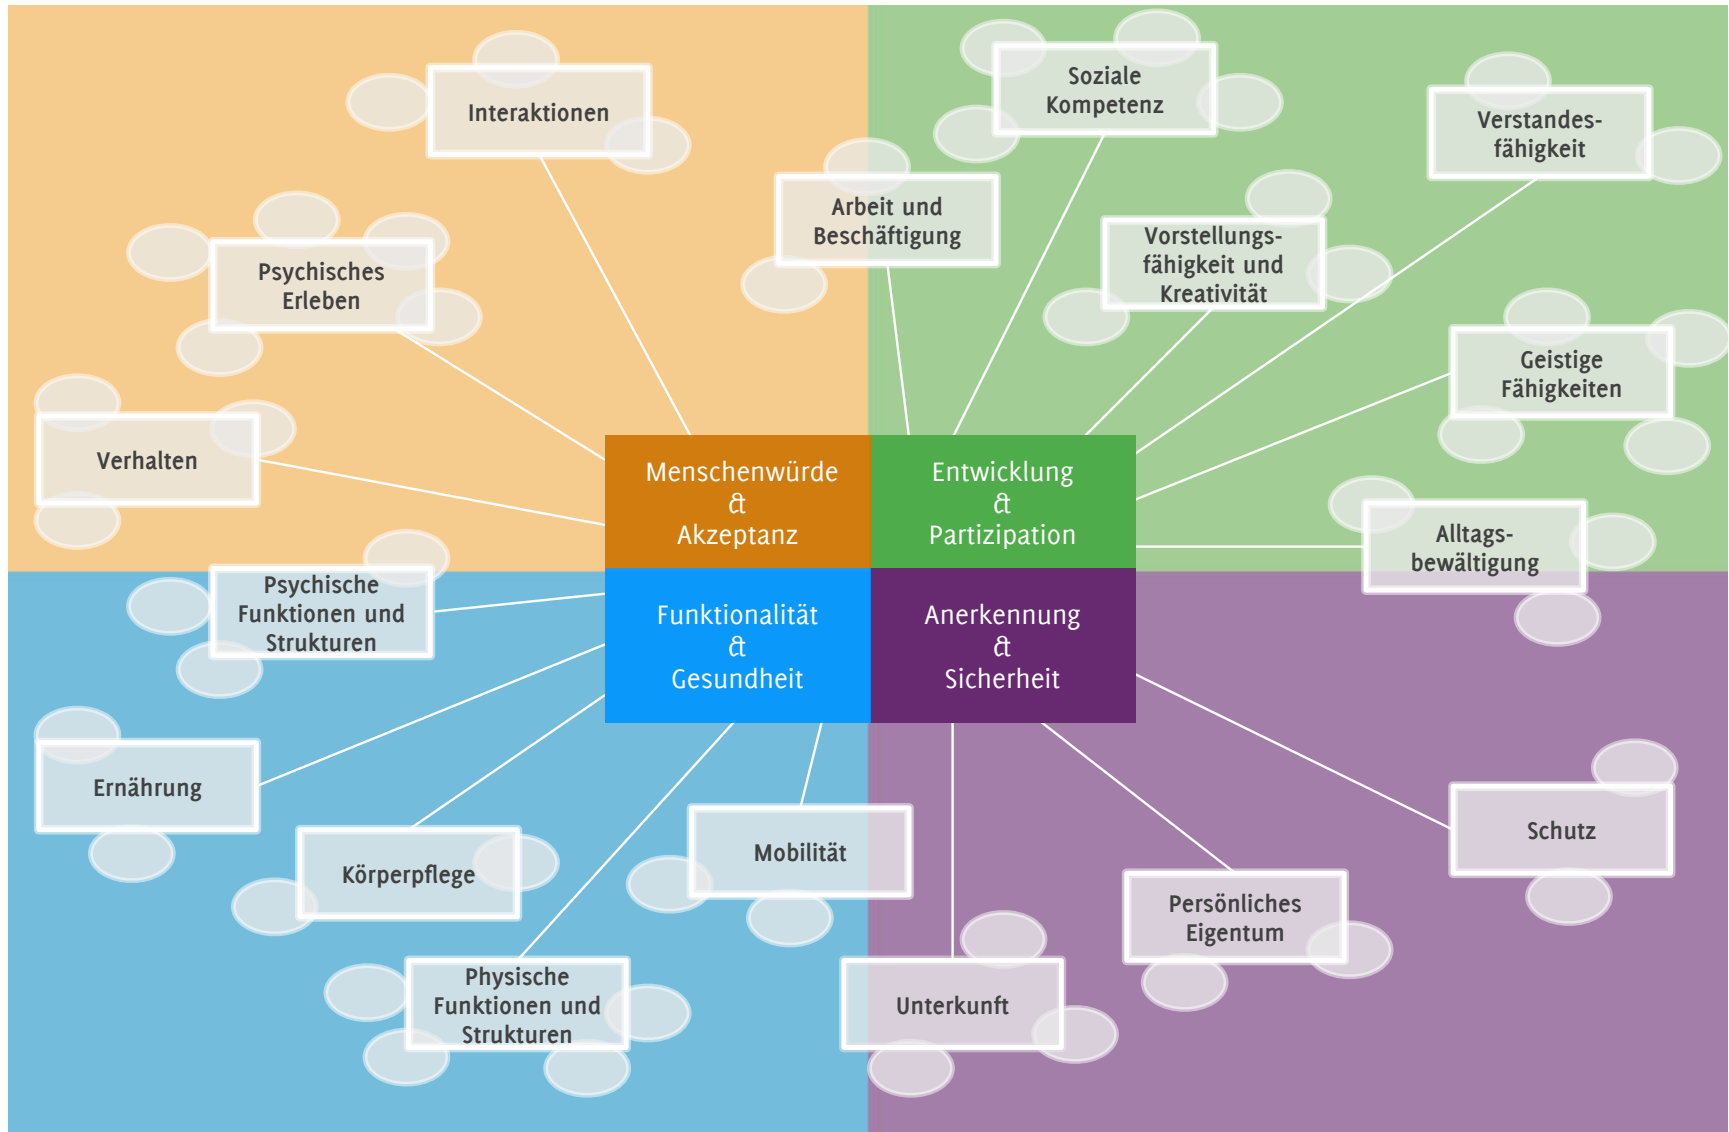 Interaktionen
Soziale
Kompetenz
Verstandes-
fähigkeit
Arbeit und
Beschäftigung
Vorstellungs-
fähigkeit und
Kreativität
Psychisches
Erleben
Geistige
Fähigkeiten
Verhalten
Menschenwürde
&
Akzeptanz
Entwicklung
&
Partizipation
Alltags-
bewältigung
Psychische
Funktionen und
Strukturen
Funktionalität
&
Gesundheit
Anerkennung
&
Sicherheit
Ernährung
Körperpflege
Mobilität
Schutz
Persönliches
Eigentum
Physische
Funktionen und
Strukturen
Unterkunft